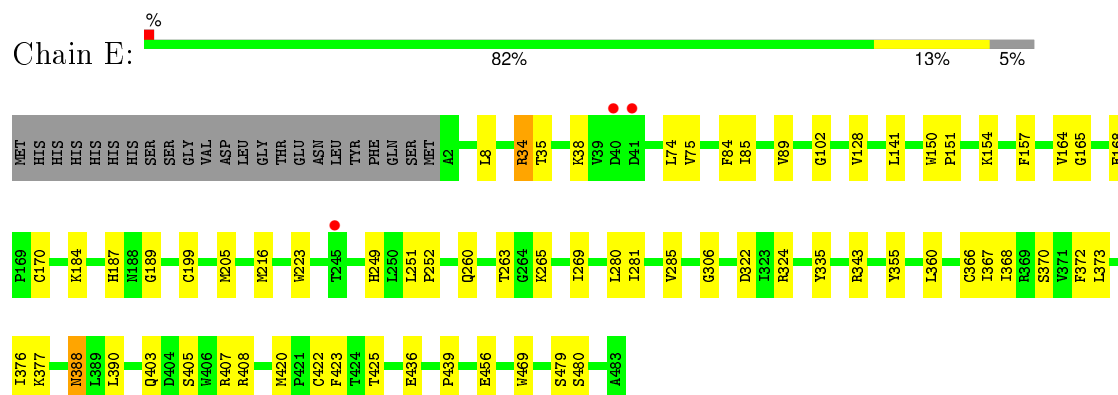 %
Chain E:
82% 13% 5%
MET HIS HIS HIS HIS HIS HIS SER SER GLY VAL ASP LEU GLY THR GLU ASN LEU TYR PHE GLN SER MET A2 L8 R34 T35 K38 V39 D40 D41 L74 V75 F84 I85 V89 G102 V128 L141 W150 P151 K154 F157 V164 G165
P169 C170 K184 H187 N188 G189 C199 M205 M216 W223 T245 H249 L250 L251 P252 Q260 T263 G264 K265 I269 L280 I281 V285 G306 D322 I323 R324 Y335 R343 Y355 L360 C366 I367 I368 R369 S370 V371 F372 L373
I376 K377 N388 L389 L390 Q403 D404 S405 W406 R407 R408 M420 P421 C422 F423 T424 T425 E436 P439 E456 W469 S479 S480 A483